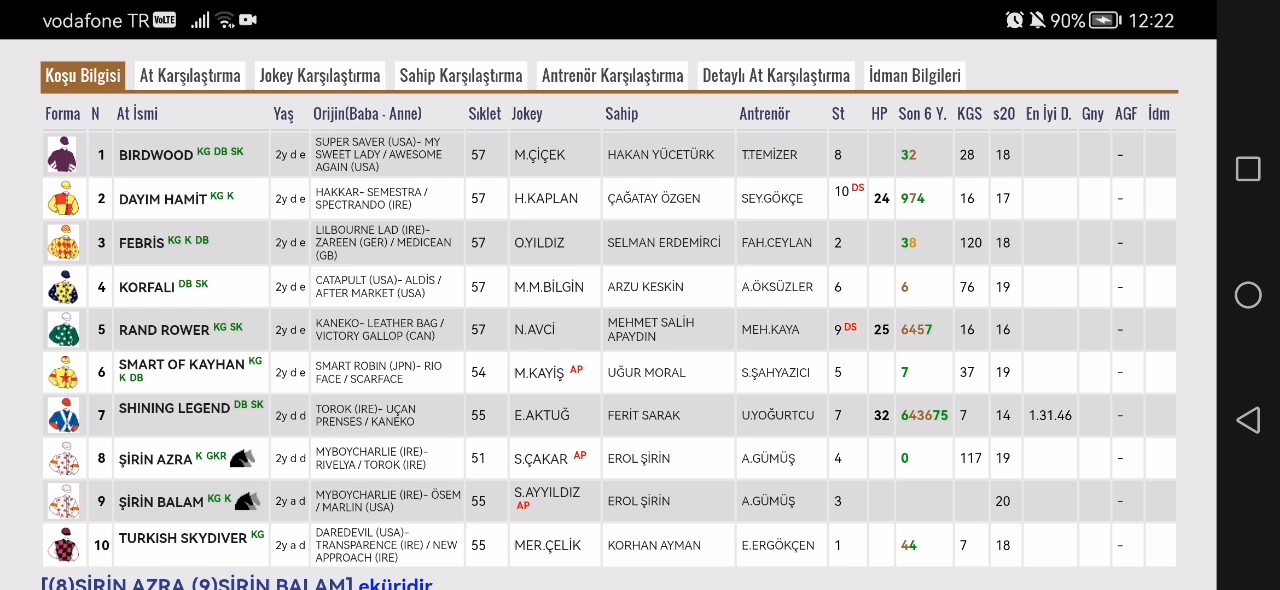 vodafone TR VoLTE 90% 12:22
Koşu Bilgisi At Karşılaştırma Jokey Karşılaştırma Sahip Karşılaştırma Antrenör Karşılaştırma Detaylı At Karşılaştırma İdman Bilgileri
Forma N At İsmi Yaş Orijin(Baba - Anne) Sıklet Jokey Sahip Antrenör St HP Son 6 Y. KGS s20 En İyi D. Gny AGF İdm
1 BIRDWOOD KG DB SK 2y d e SUPER SAVER (USA)- MY SWEET LADY / AWESOME AGAIN (USA) 57 M.ÇİÇEK HAKAN YÜCETÜRK T.TEMİZER 8 32 28 18 -
2 DAYIM HAMİT KG K 2y d e HAKKAR- SEMESTRA / SPECTRANDO (IRE) 57 H.KAPLAN ÇAĞATAY ÖZGEN SEY.GÖKÇE 10 DS 24 974 16 17 -
3 FEBRİS KG K DB 2y d e LILBOURNE LAD (IRE)- ZAREEN (GER) / MEDICEAN (GB) 57 O.YILDIZ SELMAN ERDEMİRCİ FAH.CEYLAN 2 38 120 18 -
4 KORFALI DB SK 2y d e CATAPULT (USA)- ALDİS / AFTER MARKET (USA) 57 M.M.BİLGİN ARZU KESKİN A.ÖKSÜZLER 6 6 76 19 -
5 RAND ROWER KG SK 2y d e KANEKO- LEATHER BAG / VICTORY GALLOP (CAN) 57 N.AVCİ MEHMET SALİH APAYDIN MEH.KAYA 9 DS 25 6457 16 16 -
6 SMART OF KAYHAN KG K DB 2y d e SMART ROBIN (JPN)- RIO FACE / SCARFACE 54 M.KAYİŞ AP UĞUR MORAL S.ŞAHYAZICI 5 7 37 19 -
7 SHINING LEGEND DB SK 2y d d TOROK (IRE)- UÇAN PRENSES / KANEKO 55 E.AKTUĞ FERİT SARAK U.YOĞURTCU 7 32 643675 7 14 1.31.46 -
8 ŞİRİN AZRA K GKR 2y d d MYBOYCHARLIE (IRE)- RIVELYA / TOROK (IRE) 51 S.ÇAKAR AP EROL ŞİRİN A.GÜMÜŞ 4 0 117 19 -
9 ŞİRİN BALAM KG K 2y a d MYBOYCHARLIE (IRE)- ÖSEM / MARLIN (USA) 55 S.AYYILDIZ AP EROL ŞİRİN A.GÜMÜŞ 3 20 -
10 TURKISH SKYDIVER KG 2y a d DAREDEVIL (USA)- TRANSPARENCE (IRE) / NEW APPROACH (IRE) 55 MER.ÇELİK KORHAN AYMAN E.ERGÖKÇEN 1 44 7 18 -
[(8)ŞİRİN AZRA,(9)ŞİRİN BALAM] eküridir